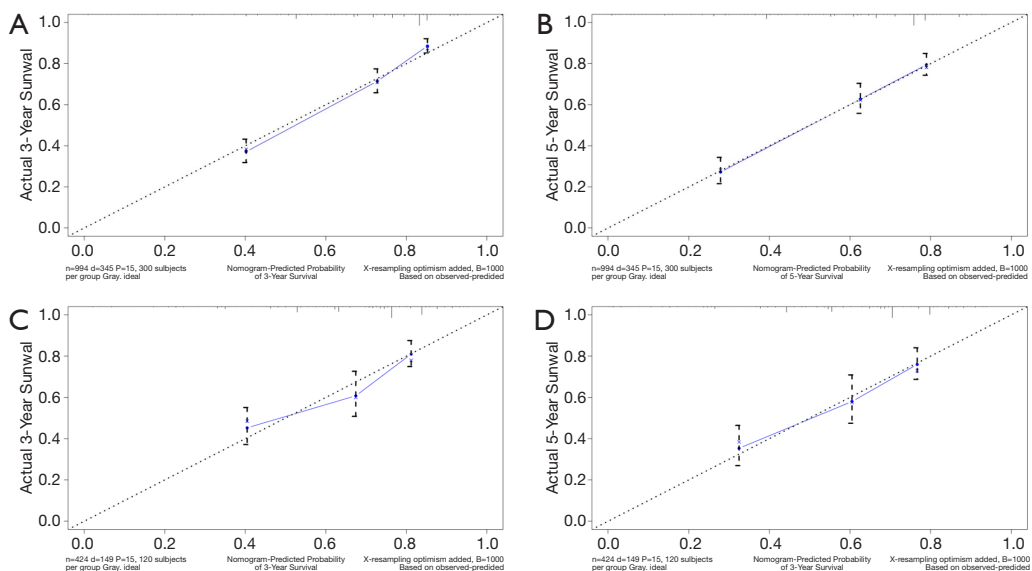 A
Actual 3-Year Sunwal
1.0
0.8
0.6
0.4
0.2
0.0
0.0 0.2 0.4 0.6 0.8 1.0
n=994 d=345 P=15, 300 subjects
per group Gray. ideal
Nomogram-Predicted Probability
of 3-Year Survival
X-resampling optimism added, B=1000
Based on observed-predided
B
Actual 5-Year Sunwal
1.0
0.8
0.6
0.4
0.2
0.0
0.0 0.2 0.4 0.6 0.8 1.0
n=994 d=345 P=15, 300 subjects
per group Gray. ideal
Nomogram-Predicted Probability
of 5-Year Survival
X-resampling optimism added, B=1000
Based on observed-predided
C
Actual 3-Year Sunwal
1.0
0.8
0.6
0.4
0.2
0.0
0.0 0.2 0.4 0.6 0.8 1.0
n=424 d=149 P=15, 120 subjects
per group Gray. ideal
Nomogram-Predicted Probability
of 3-Year Survival
X-resampling optimism added, B=1000
Based on observed-predided
D
Actual 5-Year Sunwal
1.0
0.8
0.6
0.4
0.2
0.0
0.0 0.2 0.4 0.6 0.8 1.0
n=424 d=149 P=15, 120 subjects
per group Gray. ideal
Nomogram-Predicted Probability
of 3-Year Survival
X-resampling optimism added, B=1000
Based on observed-predided